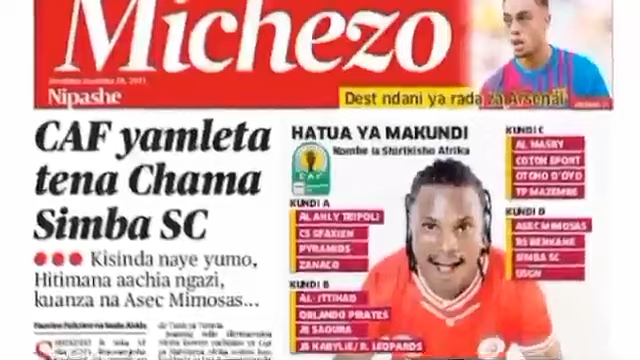 Michezo
Nipashe
Dest ndani ya rada za Arsenal
CAF yamleta
tena Chama
Simba SC
Kisinda naye yumo,
Hitimana aachia ngazi,
kuanza na Asec Mimosas...
HATUA YA MAKUNDI
Kombe la Shirikisho Afrika
CAF
KUNDI A
AL AHLY TRIPOLI
CS SFAXIEN
PYRAMIDS
ZANACO
KUNDI B
AL-ITTIHAD
ORLANDO PIRATES
JS SAOURA
JS KABYLIE/R. LEOPARDS
KUNDI C
AL MASRY
COTON SPORT
OTOHO D'OYO
TP MAZEMBE
KUNDI D
ASEC MIMOSAS
RS BERKANE
SIMBA SC
USGN